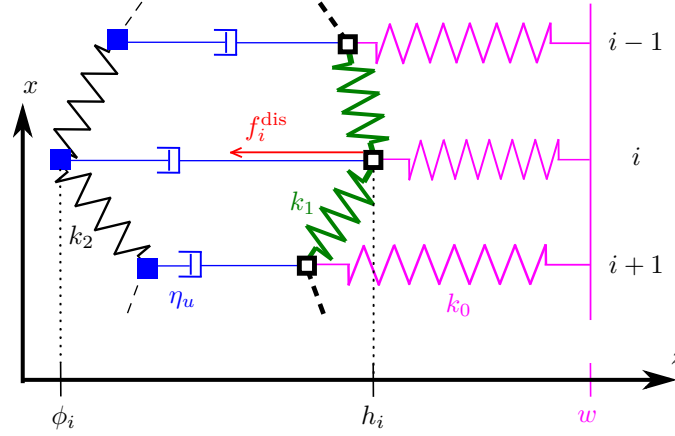 i − 1
x
f_i^dis
i
k_1
k_2
i + 1
η_u
k_0
ϕ_i
h_i
w